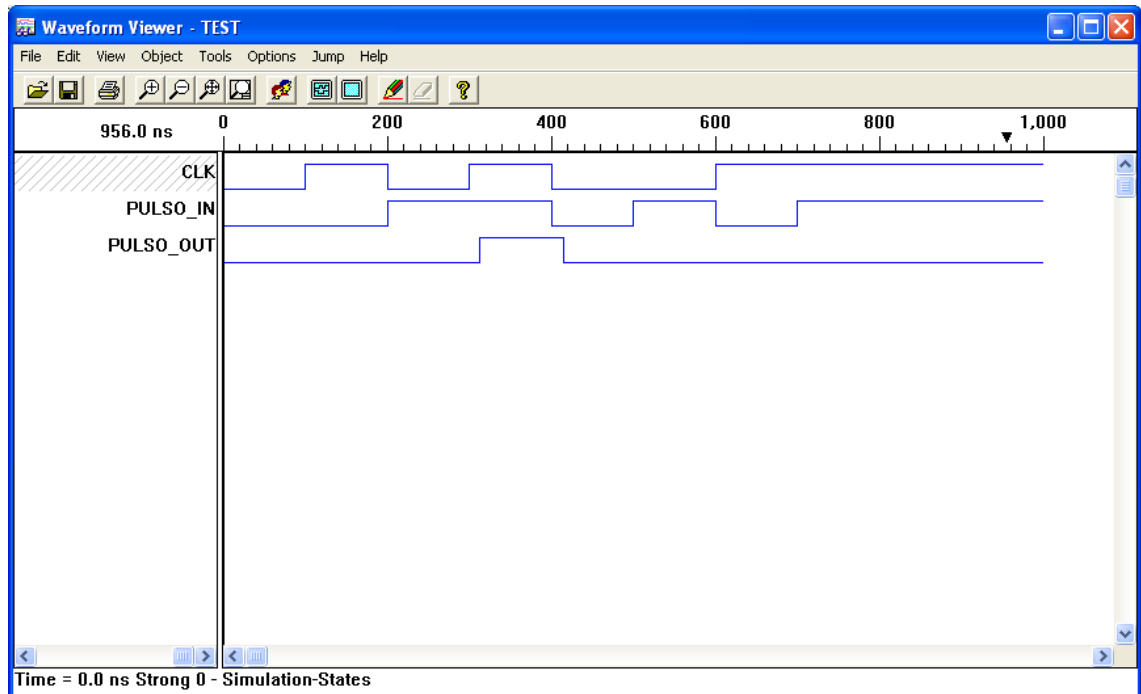 Waveform Viewer - TEST
File Edit View Object Tools Options Jump Help
956.0 ns 0 200 400 600 800 1,000
CLK
PULSO_IN
PULSO_OUT
Time = 0.0 ns Strong 0 - Simulation-States